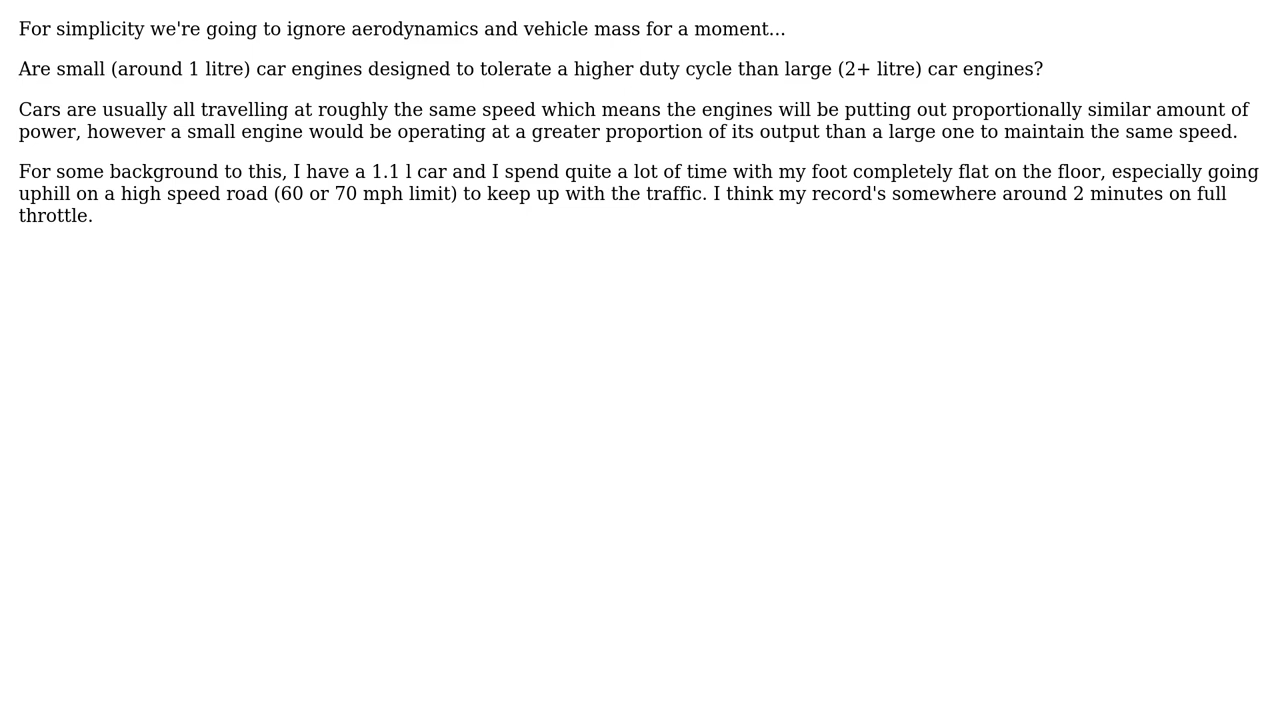 For simplicity we're going to ignore aerodynamics and vehicle mass for a moment...
Are small (around 1 litre) car engines designed to tolerate a higher duty cycle than large (2+ litre) car engines?
Cars are usually all travelling at roughly the same speed which means the engines will be putting out proportionally similar amount of
power, however a small engine would be operating at a greater proportion of its output than a large one to maintain the same speed.
For some background to this, I have a 1.1 l car and I spend quite a lot of time with my foot completely flat on the floor, especially going
uphill on a high speed road (60 or 70 mph limit) to keep up with the traffic. I think my record's somewhere around 2 minutes on full
throttle.